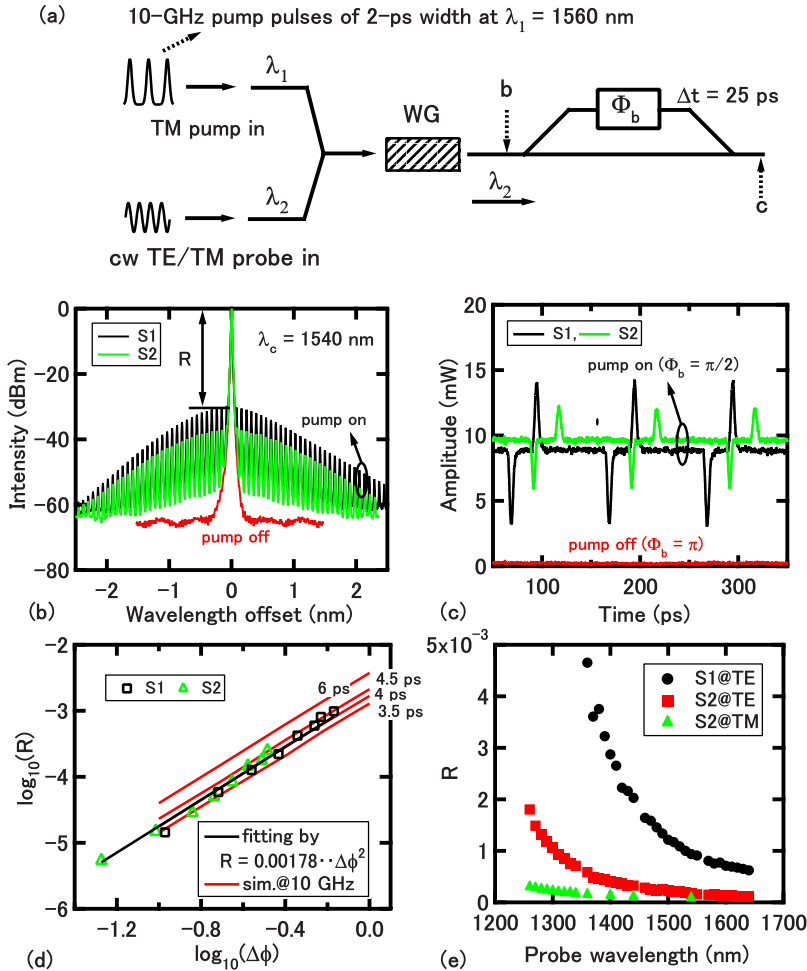 (a)
10-GHz pump pulses of 2-ps width at λ₁ = 1560 nm
λ₁
TM pump in
WG
b
Φb
Δt = 25 ps
λ₂
λ₂
c
cw TE/TM probe in
S1
S2
λc = 1540 nm
R
pump on
pump off
Intensity (dBm)
0
−20
−40
−60
−80
−2
−1
0
1
2
Wavelength offset (nm)
(b)
S1, S2
pump on (Φb = π/2)
pump off (Φb = π)
Amplitude (mW)
20
15
10
5
0
100
200
300
Time (ps)
(c)
S1 S2
6 ps
4.5 ps
4 ps
3.5 ps
fitting by
R = 0.00178··Δϕ²
sim.@10 GHz
log₁₀(R)
−2
−3
−4
−5
−6
−1.2
−0.8
−0.4
0.0
log₁₀(Δϕ)
(d)
S1@TE
S2@TE
S2@TM
R
5x10⁻³
4
3
2
1
0
1200
1300
1400
1500
1600
1700
Probe wavelength (nm)
(e)